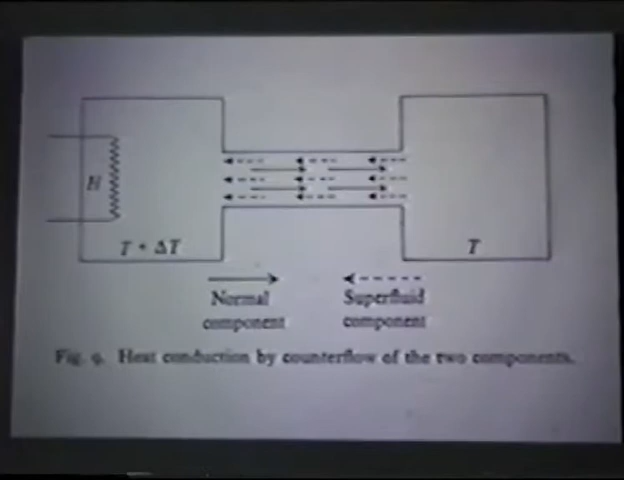 H
T + ΔT
T
Normal component
Superfluid component
Fig. 9. Heat conduction by counterflow of the two components.